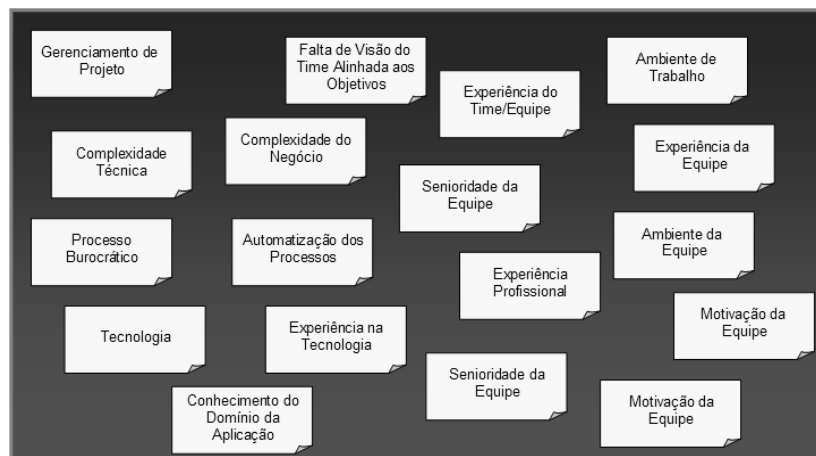 Gerenciamento de
Projeto
Falta de Visão do
Time Alinhada aos
Objetivos
Experiência do
Time/Equipe
Ambiente de
Trabalho
Complexidade
Técnica
Complexidade do
Negócio
Senioridade da
Equipe
Experiência da
Equipe
Processo
Burocrático
Automatização dos
Processos
Experiência
Profissional
Ambiente da
Equipe
Tecnologia
Experiência na
Tecnologia
Senioridade da
Equipe
Motivação da
Equipe
Conhecimento do
Domínio da
Aplicação
Motivação da
Equipe